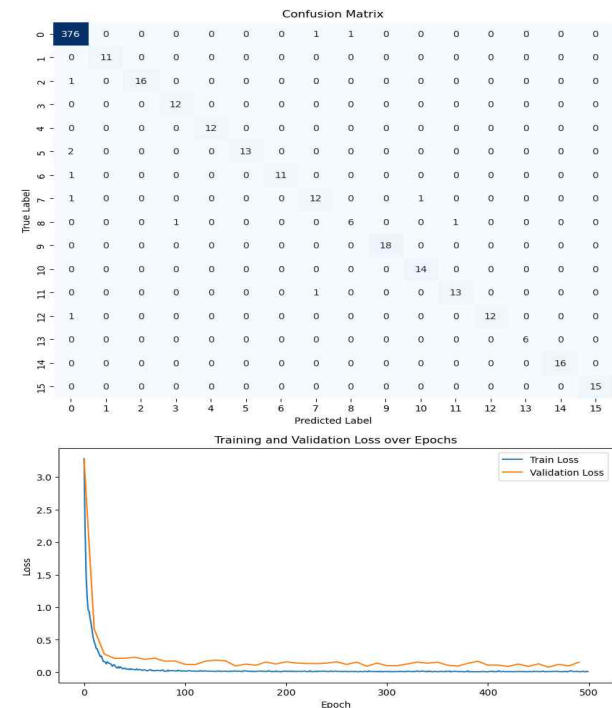 Confusion Matrix
0 376 0 0 0 0 0 0 1 1 0 0 0 0 0 0 0
1 0 11 0 0 0 0 0 0 0 0 0 0 0 0 0 0
2 1 0 16 0 0 0 0 0 0 0 0 0 0 0 0 0
3 0 0 0 12 0 0 0 0 0 0 0 0 0 0 0 0
4 0 0 0 0 12 0 0 0 0 0 0 0 0 0 0 0
5 2 0 0 0 0 13 0 0 0 0 0 0 0 0 0 0
6 1 0 0 0 0 0 11 0 0 0 0 0 0 0 0 0
7 1 0 0 0 0 0 0 12 0 0 1 0 0 0 0 0
True Label
8 0 0 0 1 0 0 0 0 6 0 0 1 0 0 0 0
9 0 0 0 0 0 0 0 0 0 18 0 0 0 0 0 0
10 0 0 0 0 0 0 0 0 0 0 14 0 0 0 0 0
11 0 0 0 0 0 0 0 1 0 0 0 13 0 0 0 0
12 1 0 0 0 0 0 0 0 0 0 0 0 12 0 0 0
13 0 0 0 0 0 0 0 0 0 0 0 0 0 6 0 0
14 0 0 0 0 0 0 0 0 0 0 0 0 0 0 16 0
15 0 0 0 0 0 0 0 0 0 0 0 0 0 0 0 15
0 1 2 3 4 5 6 7 8 9 10 11 12 13 14 15
Predicted Label
Training and Validation Loss over Epochs
Train Loss
Validation Loss
3.0
2.5
2.0
1.5
Loss
1.0
0.5
0.0
0 100 200 300 400 500
Epoch